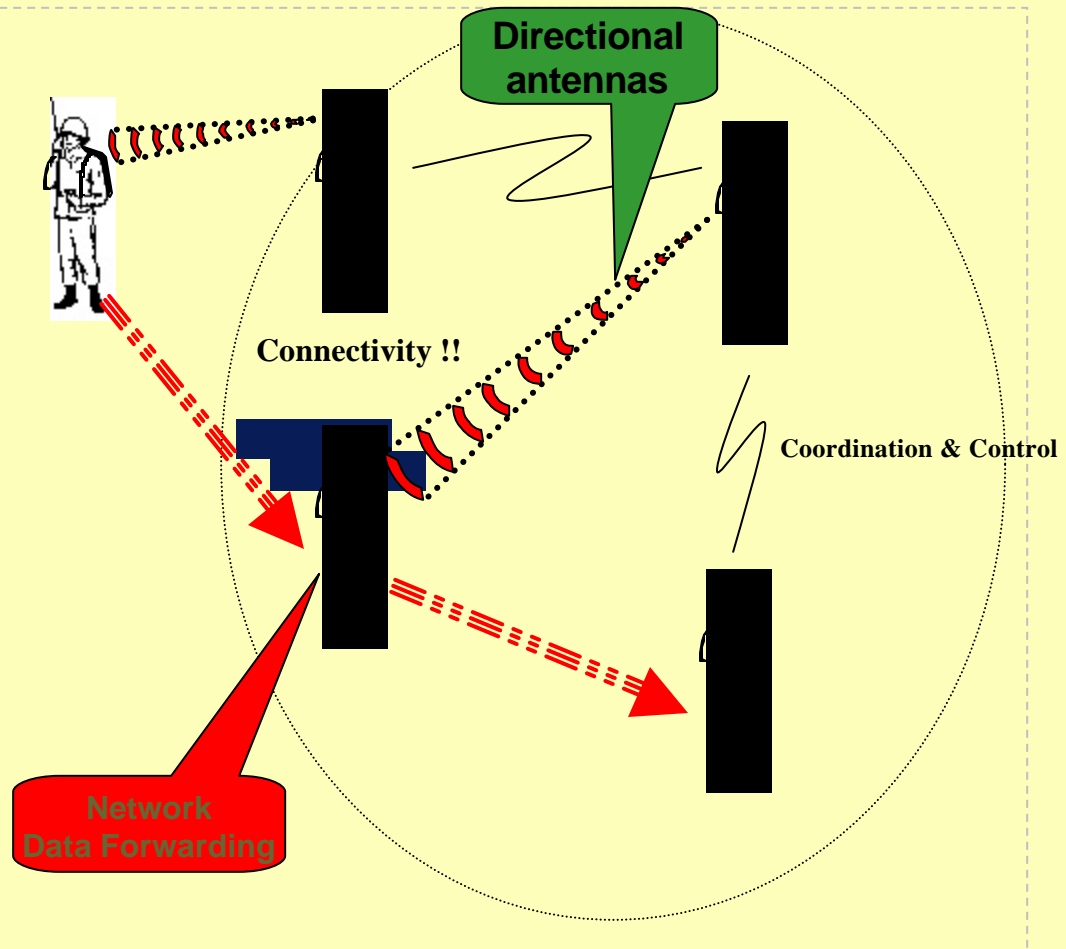 Directional
antennas
Connectivity !!
Coordination & Control
Network
Data Forwarding